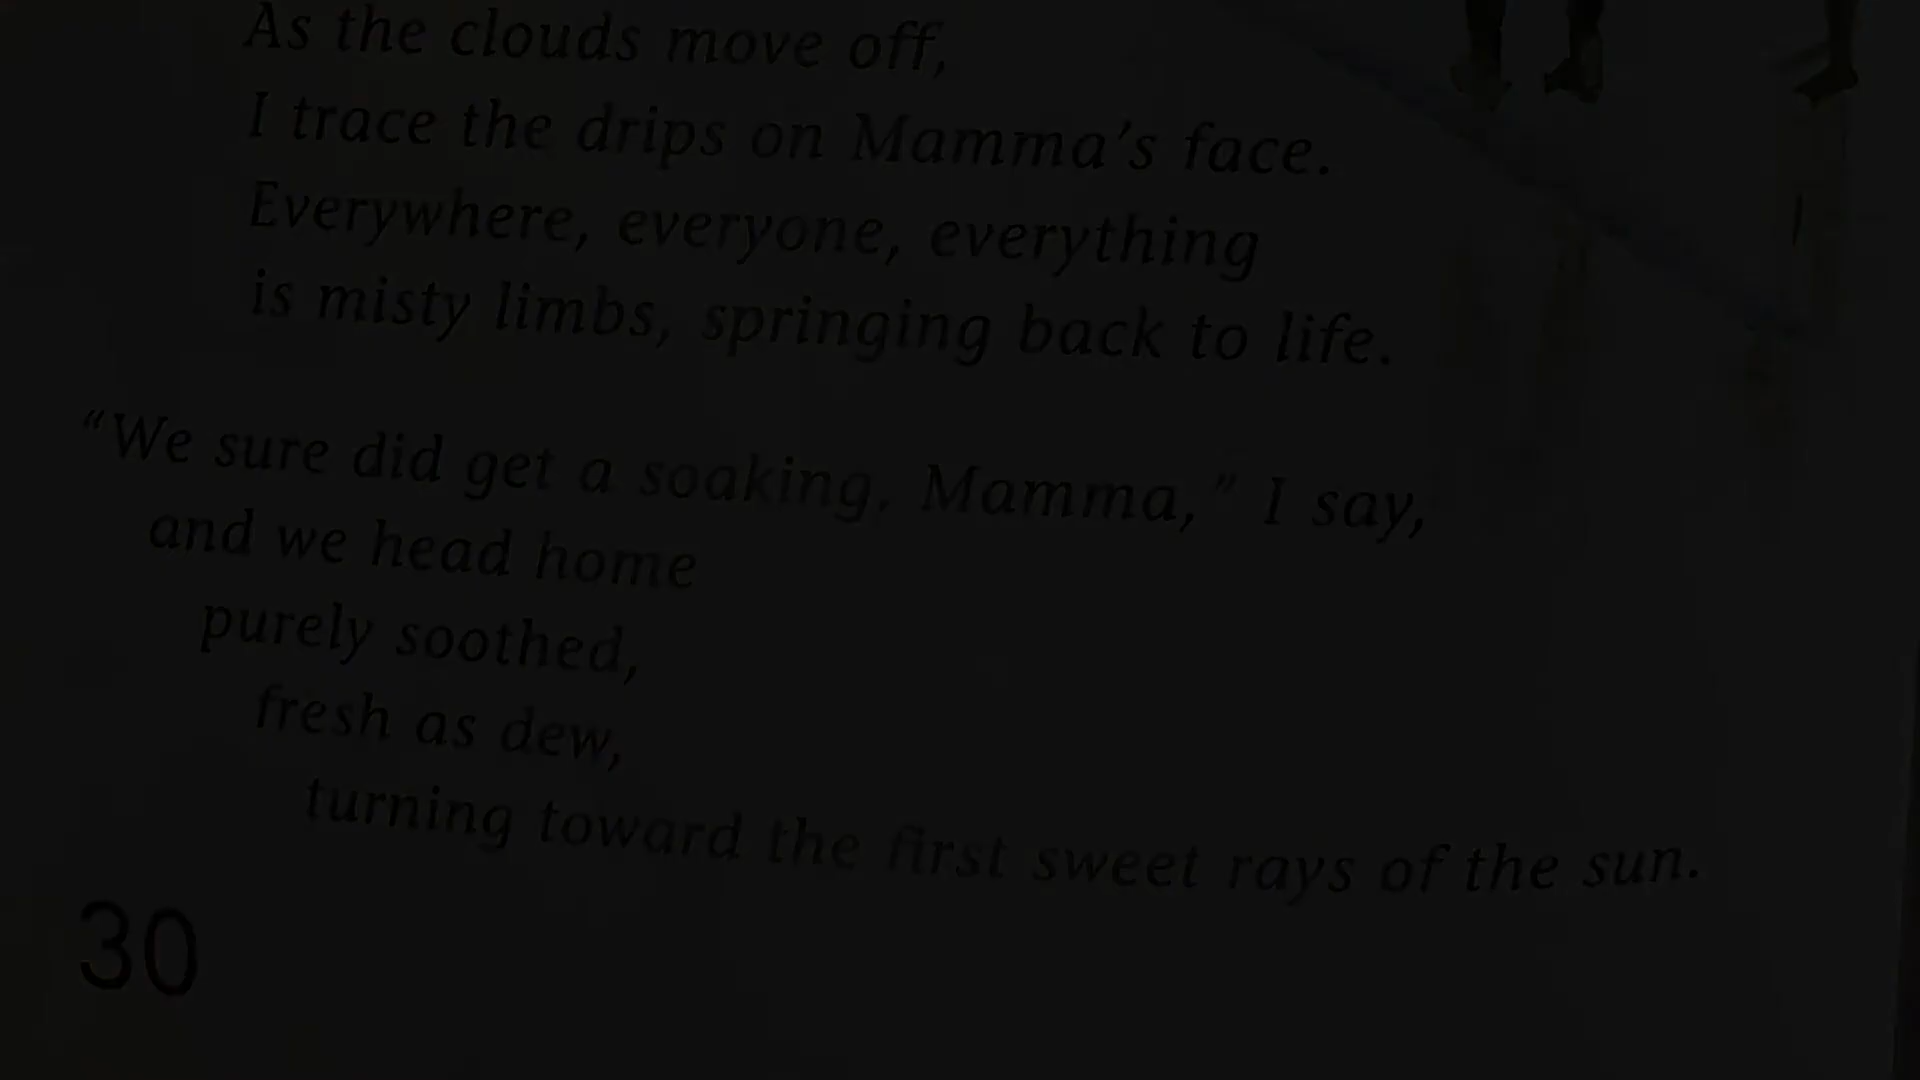 As the clouds move off,
I trace the drips on Mamma's face.
Everywhere, everyone, everything
is misty limbs, springing back to life.
“We sure did get a soaking, Mamma,” I say,
and we head home
purely soothed,
fresh as dew,
turning toward the first sweet rays of the sun.
30